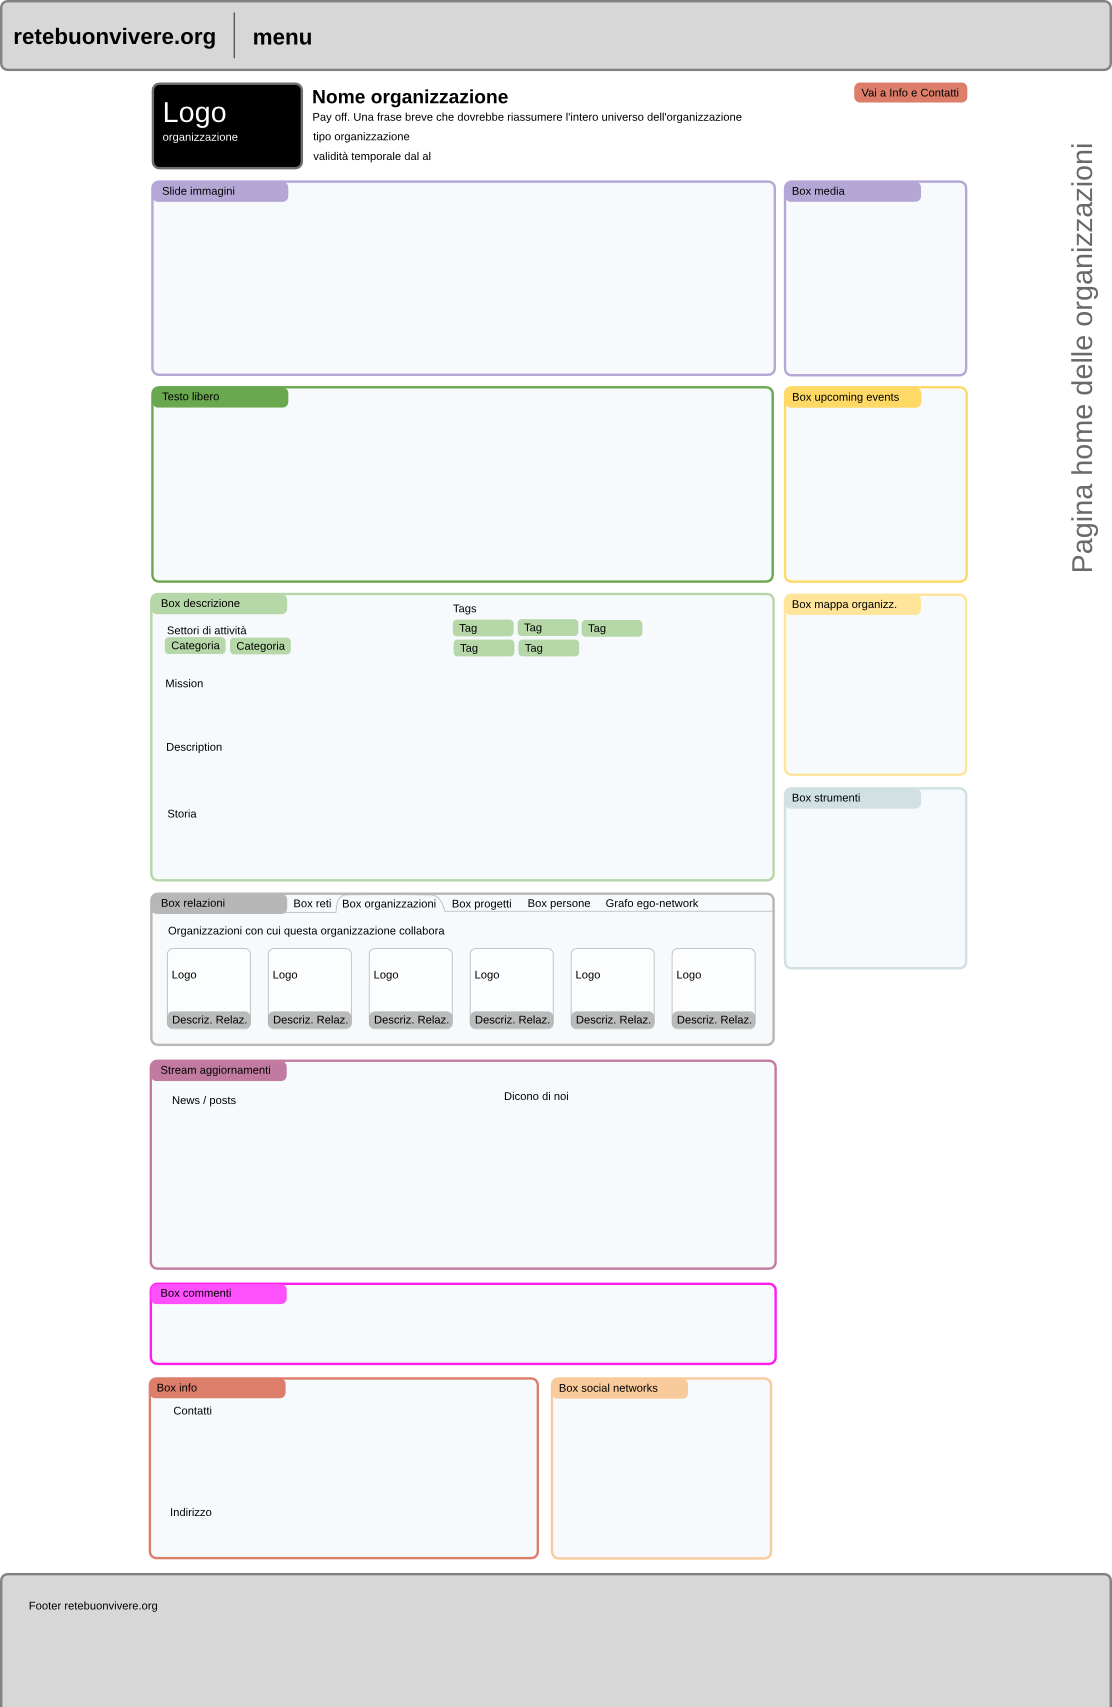 retebuonvivere.org
menu
Logo
organizzazione
Nome organizzazione
Pay off. Una frase breve che dovrebbe riassumere l'intero universo dell'organizzazione
tipo organizzazione
validità temporale dal al
Vai a Info e Contatti
Pagina home delle organizzazioni
Slide immagini
Box media
Testo libero
Box upcoming events
Box descrizione
Settori di attività
Categoria Categoria
Tags
Tag Tag Tag
Tag Tag
Mission
Description
Storia
Box mappa organizz.
Box strumenti
Box relazioni Box reti Box organizzazioni Box progetti Box persone Grafo ego-network
Organizzazioni con cui questa organizzazione collabora
Logo Logo Logo Logo Logo Logo
Descriz. Relaz. Descriz. Relaz. Descriz. Relaz. Descriz. Relaz. Descriz. Relaz. Descriz. Relaz.
Stream aggiornamenti
News / posts
Dicono di noi
Box commenti
Box info
Contatti
Indirizzo
Box social networks
Footer retebuonvivere.org